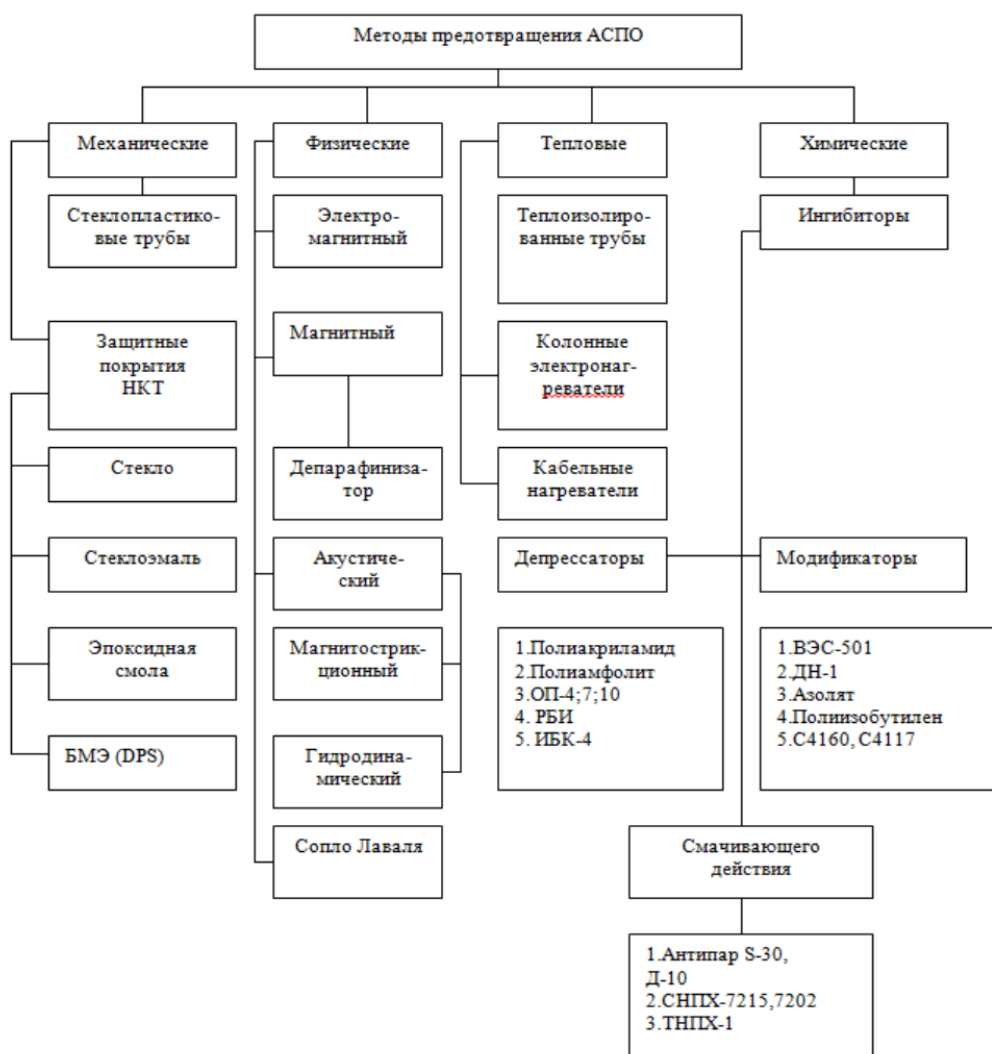 Методы предотвращения АСПО
Механические
Физические
Тепловые
Химические
Стеклопластико-
вые трубы
Электро-
магнитный
Теплоизолиро-
ванные трубы
Ингибиторы
Защитные
покрытия
НКТ
Магнитный
Колонные
электронаг-
реватели
Стекло
Депарафиниза-
тор
Кабельные
нагреватели
Стеклоэмаль
Акустиче-
ский
Депрессаторы
Модификаторы
Эпоксидная
смола
Магнитострик-
ционный
1.Полиакриламид
2.Полиамфолит
3.ОП-4;7;10
4. РБИ
5. ИБК-4
1.ВЭС-501
2.ДН-1
3.Азолят
4.Полиизобутилен
5.С4160, С4117
БМЭ (DPS)
Гидродина-
мический
Сопло Лаваля
Смачивающего
действия
1.Антипар S-30,
Д-10
2.СНПХ-7215,7202
3.ТНПХ-1